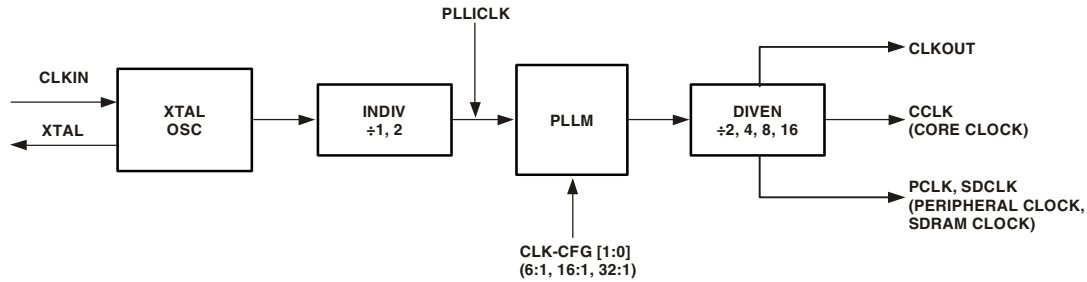 PLLICLK
CLKIN
XTAL
XTAL
OSC
INDIV
÷1, 2
PLLM
DIVEN
÷2, 4, 8, 16
CLKOUT
CCLK
(CORE CLOCK)
PCLK, SDCLK
(PERIPHERAL CLOCK,
SDRAM CLOCK)
CLK-CFG [1:0]
(6:1, 16:1, 32:1)